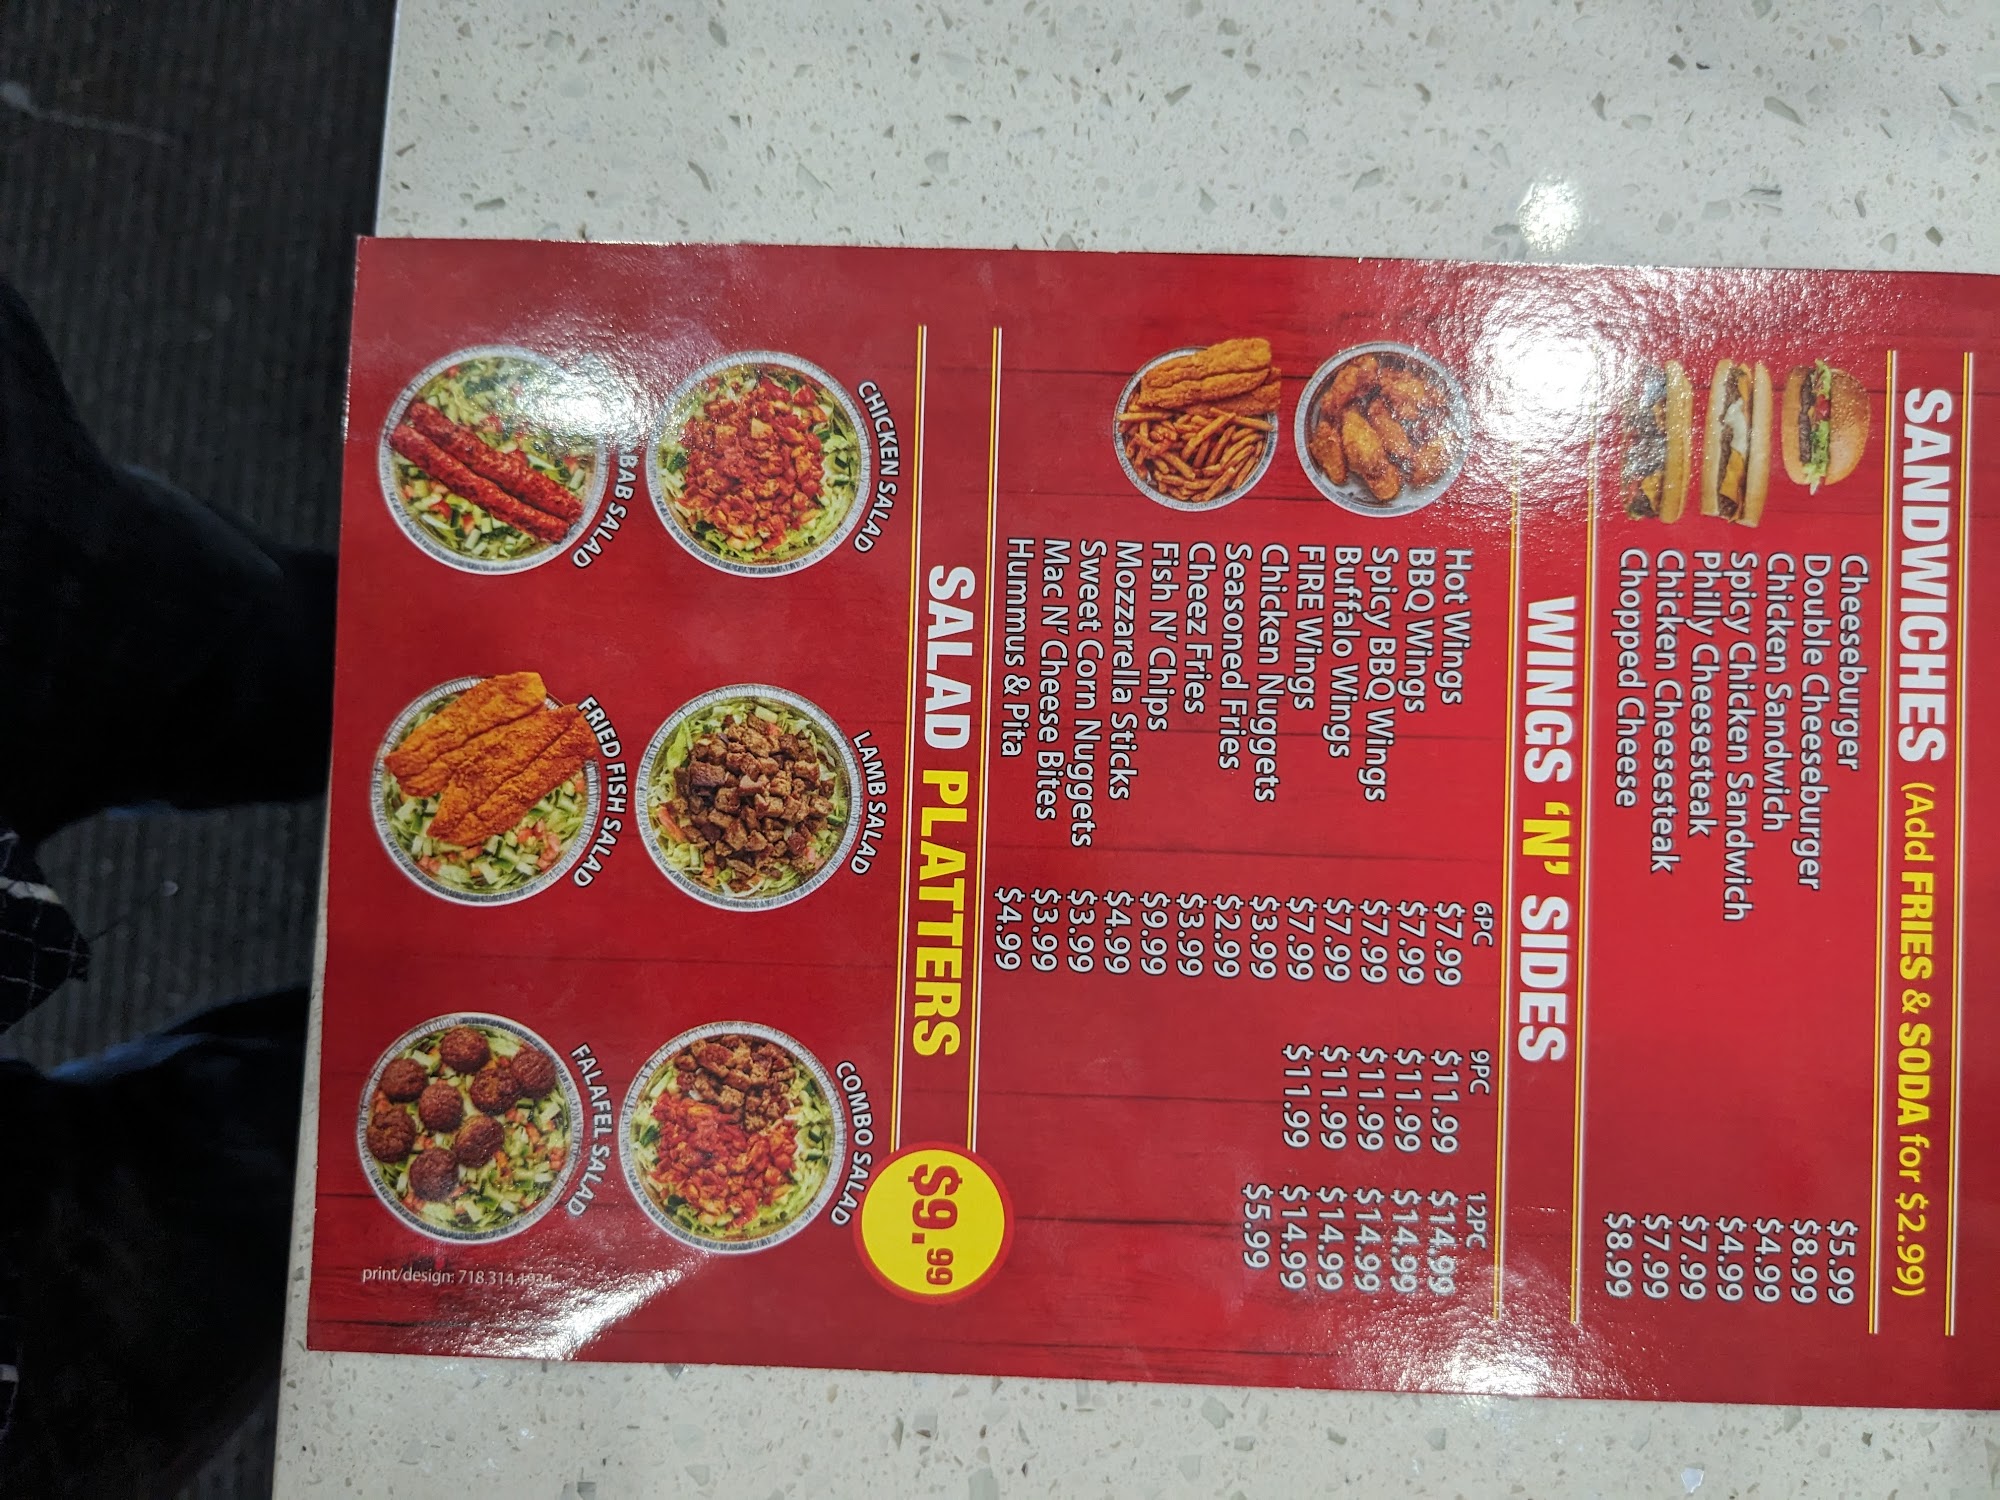 SANDWICHES (Add FRIES & SODA for $2.99)
Cheeseburger $5.99
Double Cheeseburger $8.99
Chicken Sandwich $4.99
Spicy Chicken Sandwich $4.99
Philly Cheesesteak $7.99
Chicken Cheesesteak $7.99
Chopped Cheese $8.99
WINGS 'N' SIDES
6PC 9PC 12PC
Hot Wings $7.99 $11.99 $14.99
BBQ Wings $7.99 $11.99 $14.99
Spicy BBQ Wings $7.99 $11.99 $14.99
Buffalo Wings $7.99 $11.99 $14.99
FIRE Wings $7.99 $11.99 $14.99
Chicken Nuggets $3.99 $5.99
Seasoned Fries $2.99
Cheez Fries $3.99
Fish N' Chips $9.99
Mozzarella Sticks $4.99
Sweet Corn Nuggets $3.99
Mac N' Cheese Bites $3.99
Hummus & Pita $4.99
SALAD PLATTERS $9.99
CHICKEN SALAD
LAMB SALAD
COMBO SALAD
SALAD
FRIED FISH SALAD
FALAFEL SALAD
print/design: 718.314.1934